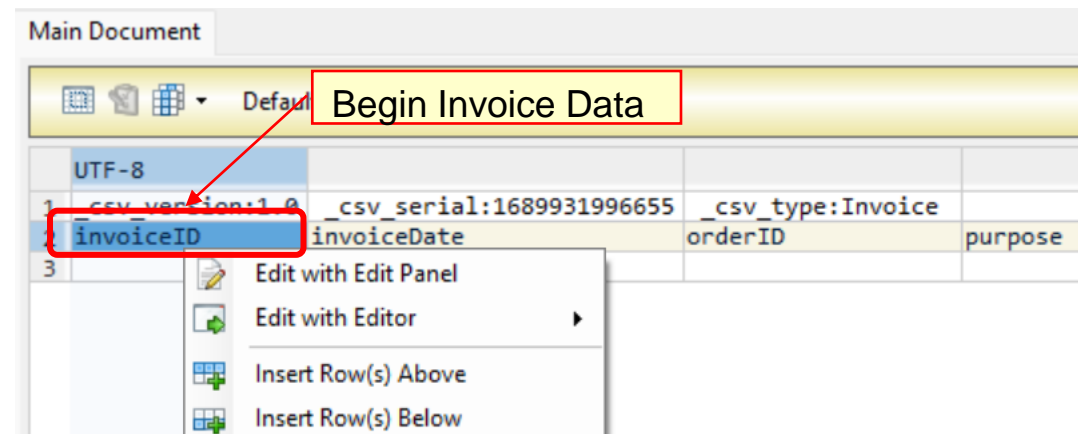 Main Document
Defaul
Begin Invoice Data
UTF-8
1 _csv_version:1.0 _csv_serial:1689931996655 _csv_type:Invoice
2 invoiceID invoiceDate orderID purpose
3
Edit with Edit Panel
Edit with Editor
Insert Row(s) Above
Insert Row(s) Below